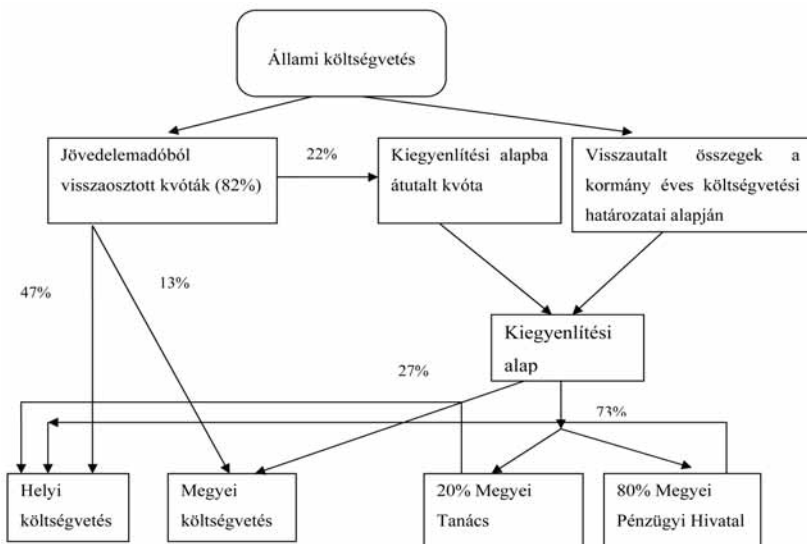 Állami költségvetés
Jövedelemadóból
visszaosztott kvóták (82%)
22%
Kiegyenlítési alapba
átutalt kvóta
Visszautalt összegek a
kormány éves költségvetési
határozatai alapján
47%
13%
Kiegyenlítési
alap
27%
73%
Helyi
költségvetés
Megyei
költségvetés
20% Megyei
Tanács
80% Megyei
Pénzügyi Hivatal